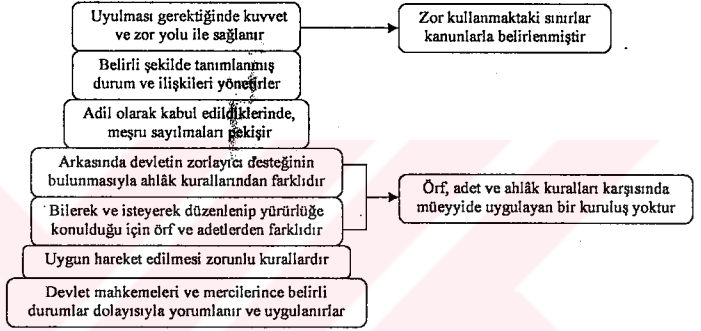 Uyulması gerektiğinde kuvvet
ve zor yolu ile sağlanır
Zor kullanmaktaki sınırlar
kanunlarla belirlenmiştir
Belirli şekilde tanımlanmış
durum ve ilişkileri yönetirler
Adil olarak kabul edildiklerinde,
meşru sayılmaları pekişir
Arkasında devletin zorlayıcı desteğinin
bulunmasıyla ahlâk kurallarından farklıdır
Bilerek ve isteyerek düzenlenip yürürlüğe
konulduğu için örf ve adetlerden farklıdır
Örf, adet ve ahlâk kuralları karşısında
müeyyide uygulayan bir kuruluş yoktur
Uygun hareket edilmesi zorunlu kurallardır
Devlet mahkemeleri ve mercilerince belirli
durumlar dolayısıyla yorumlanır ve uygulanırlar